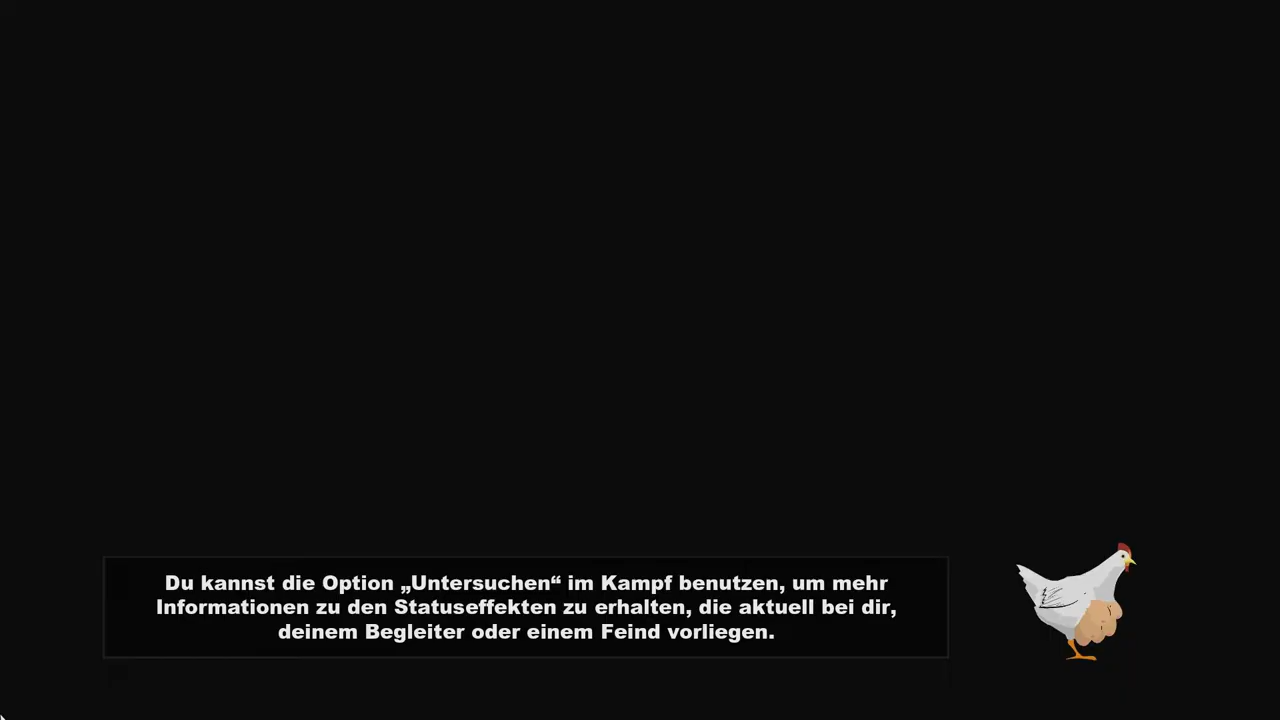 Du kannst die Option „Untersuchen“ im Kampf benutzen, um mehr
Informationen zu den Statuseffekten zu erhalten, die aktuell bei dir,
deinem Begleiter oder einem Feind vorliegen.